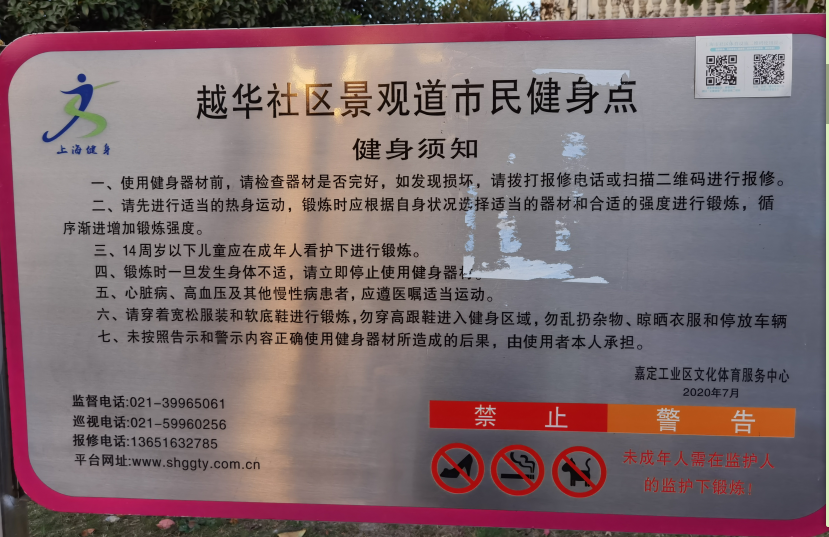 上海健身
越华社区景观道市民健身点
健身须知
一、使用健身器材前，请检查器材是否完好，如发现损坏，请拨打报修电话或扫描二维码进行报修。
二、请先进行适当的热身运动，锻炼时应根据自身状况选择适当的器材和合适的强度进行锻炼，循
序渐进增加锻炼强度。
三、14周岁以下儿童应在成年人看护下进行锻炼。
四、锻炼时一旦发生身体不适，请立即停止使用健身器材。
五、心脏病、高血压及其他慢性病患者，应遵医嘱适当运动。
六、请穿着宽松服装和软底鞋进行锻炼,勿穿高跟鞋进入健身区域，勿乱扔杂物、晾晒衣服和停放车辆
七、未按照告示和警示内容正确使用健身器材所造成的后果，由使用者本人承担。
嘉定工业区文化体育服务中心
2020年7月
监督电话:021-39965061
巡视电话:021-59960256
报修电话:13651632785
平台网址:www.shggty.com.cn
禁 止 警 告
未成年人需在监护人
的监护下锻炼!